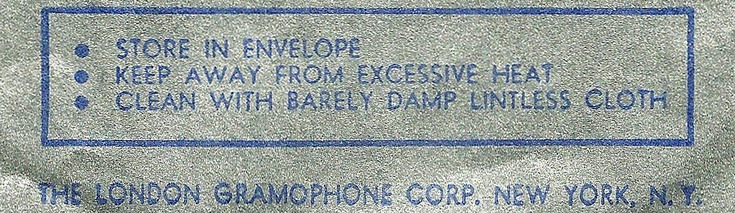 • STORE IN ENVELOPE
• KEEP AWAY FROM EXCESSIVE HEAT
• CLEAN WITH BARELY DAMP LINTLESS CLOTH
THE LONDON GRAMOPHONE CORP. NEW YORK, N.Y.